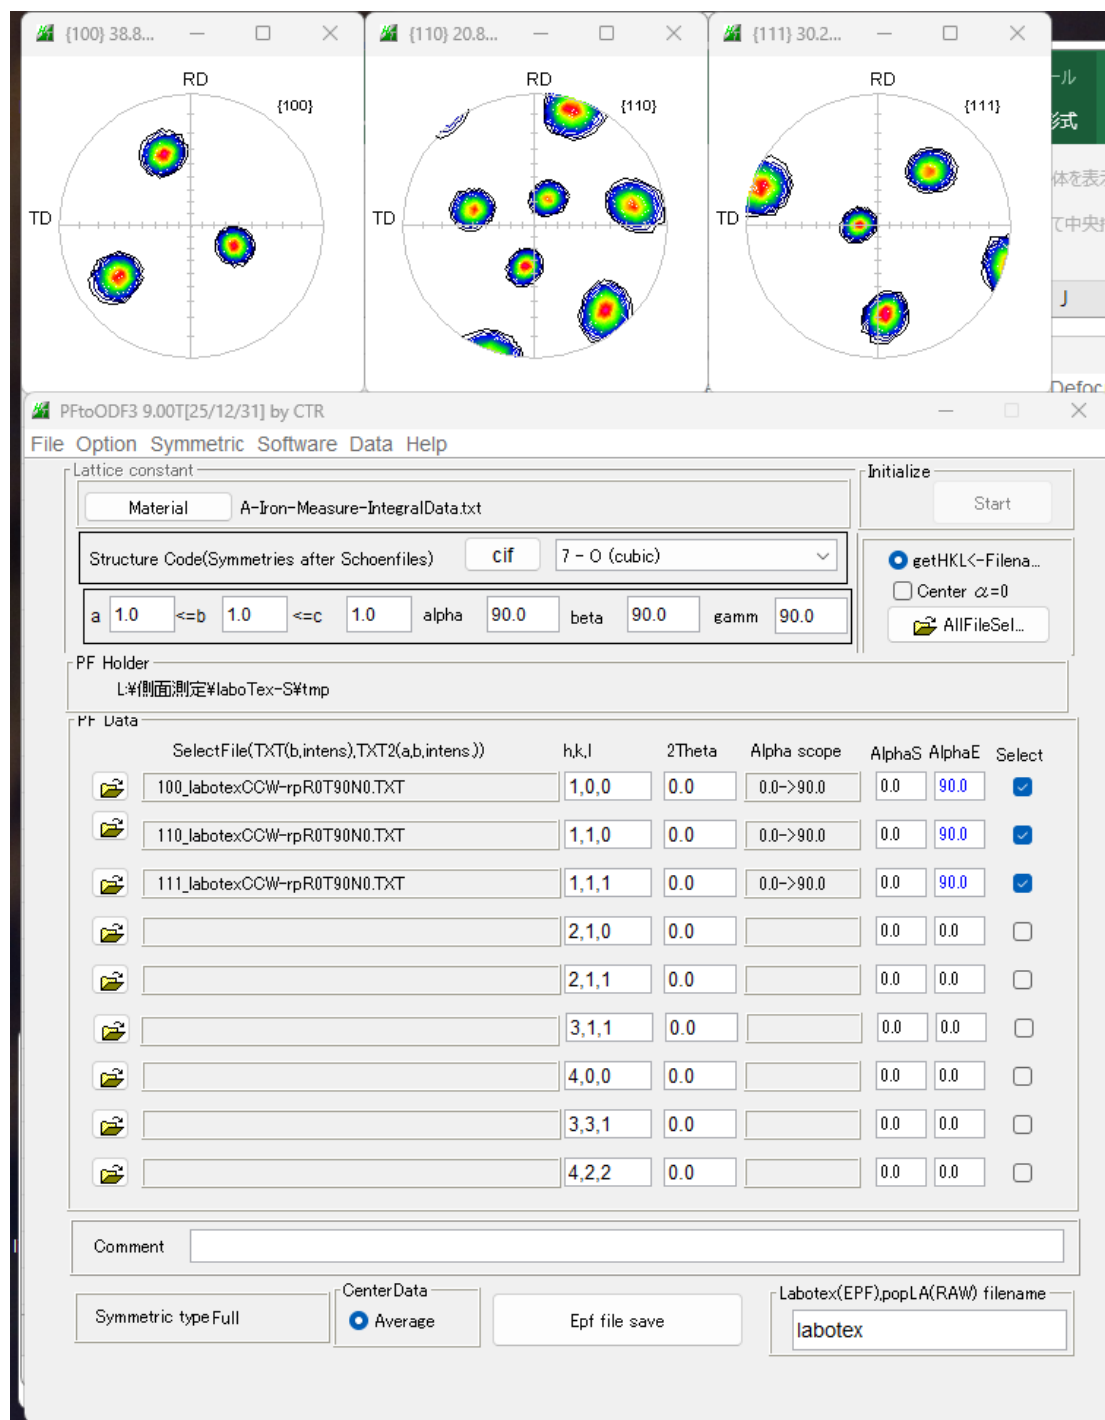 {100} 38.8...
{110} 20.8...
{111} 30.2...
RD
{100}
TD
RD
{110}
TD
RD
{111}
TD
ール
形式
体を表示
て中央揃
J
Defoc
PFtoODF3 9.00T[25/12/31] by CTR
File Option Symmetric Software Data Help
Lattice constant
Material A-Iron-Measure-IntegralData.txt
Initialize
Start
Structure Code(Symmetries after Schoenfiles) cif 7 - O (cubic)
getHKL<-Filena...
Center α=0
AllFileSel...
a 1.0 <=b 1.0 <=c 1.0 alpha 90.0 beta 90.0 gamm 90.0
PF Holder
L:¥側面測定¥laboTex-S¥tmp
PF Data
SelectFile(TXT(b,intens),TXT2(a,b,intens.)) h,k,l 2Theta Alpha scope AlphaS AlphaE Select
100_labotexCCW-rpR0T90N0.TXT 1,0,0 0.0 0.0->90.0 0.0 90.0
110_labotexCCW-rpR0T90N0.TXT 1,1,0 0.0 0.0->90.0 0.0 90.0
111_labotexCCW-rpR0T90N0.TXT 1,1,1 0.0 0.0->90.0 0.0 90.0
2,1,0 0.0 0.0 0.0
2,1,1 0.0 0.0 0.0
3,1,1 0.0 0.0 0.0
4,0,0 0.0 0.0 0.0
3,3,1 0.0 0.0 0.0
4,2,2 0.0 0.0 0.0
Comment
Symmetric type Full
CenterData
Average
Epf file save
Labotex(EPF),popLA(RAW) filename
labotex